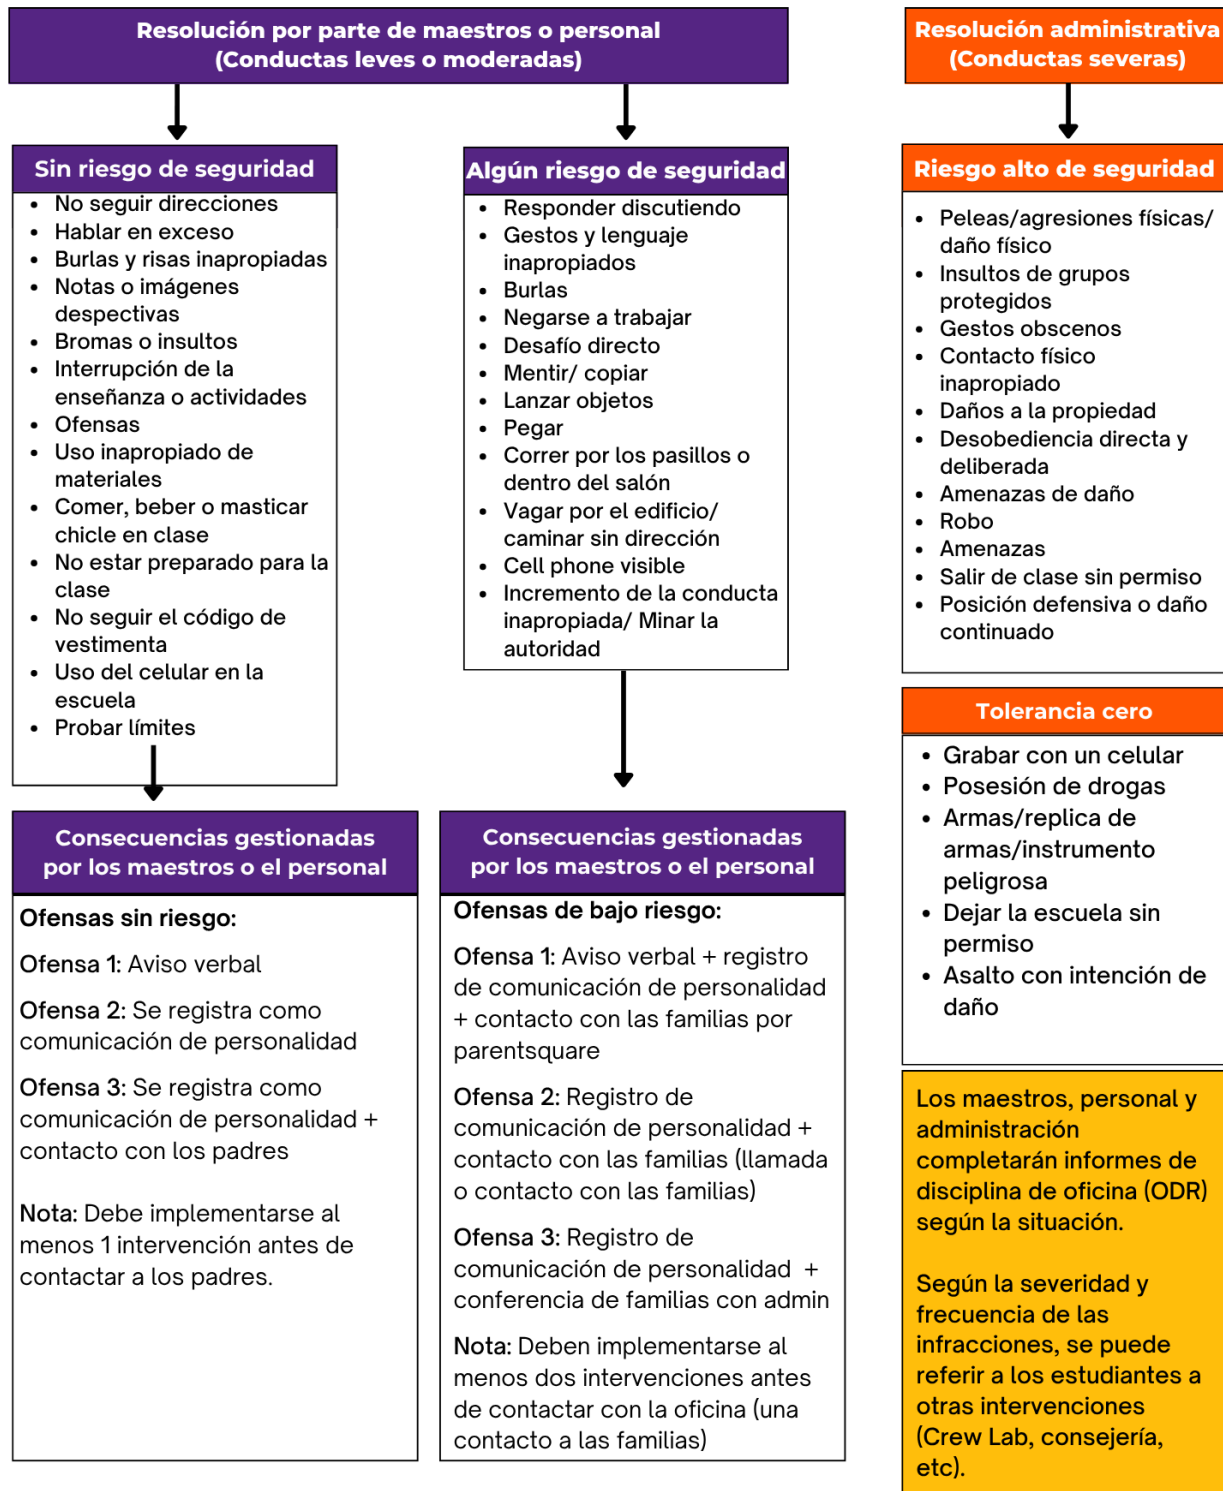 Resolución por parte de maestros o personal
(Conductas leves o moderadas)
Sin riesgo de seguridad
No seguir direcciones
Hablar en exceso
Burlas y risas inapropiadas
Notas o imágenes
despectivas
Bromas o insultos
Interrupción de la
enseñanza o actividades
Ofensas
Uso inapropiado de
materiales
Comer, beber o masticar
chicle en clase
No estar preparado para la
clase
No seguir el código de
vestimenta
Uso del celular en la
escuela
Probar límites
Algún riesgo de seguridad
Responder discutiendo
Gestos y lenguaje
inapropiados
Burlas
Negarse a trabajar
Desafío directo
Mentir/ copiar
Lanzar objetos
Pegar
Correr por los pasillos o
dentro del salón
Vagar por el edificio/
caminar sin dirección
Cell phone visible
Incremento de la conducta
inapropiada/ Minar la
autoridad
Consecuencias gestionadas
por los maestros o el personal
Ofensas sin riesgo:
Ofensa 1: Aviso verbal
Ofensa 2: Se registra como
comunicación de personalidad
Ofensa 3: Se registra como
comunicación de personalidad +
contacto con los padres
Nota: Debe implementarse al
menos 1 intervención antes de
contactar a los padres.
Consecuencias gestionadas
por los maestros o el personal
Ofensas de bajo riesgo:
Ofensa 1: Aviso verbal + registro
de comunicación de personalidad
+ contacto con las familias por
parentsquare
Ofensa 2: Registro de
comunicación de personalidad +
contacto con las familias (llamada
o contacto con las familias)
Ofensa 3: Registro de
comunicación de personalidad +
conferencia de familias con admin
Nota: Deben implementarse al
menos dos intervenciones antes
de contactar con la oficina (una
contacto a las familias)
Resolución administrativa
(Conductas severas)
Riesgo alto de seguridad
Peleas/agresiones físicas/
daño físico
Insultos de grupos
protegidos
Gestos obscenos
Contacto físico
inapropiado
Daños a la propiedad
Desobediencia directa y
deliberada
Amenazas de daño
Robo
Amenazas
Salir de clase sin permiso
Posición defensiva o daño
continuado
Tolerancia cero
Grabar con un celular
Posesión de drogas
Armas/replica de
armas/instrumento
peligrosa
Dejar la escuela sin
permiso
Asalto con intención de
daño
Los maestros, personal y
administración
completarán informes de
disciplina de oficina (ODR)
según la situación.
Según la severidad y
frecuencia de las
infracciones, se puede
referir a los estudiantes a
otras intervenciones
(Crew Lab, consejería,
etc).